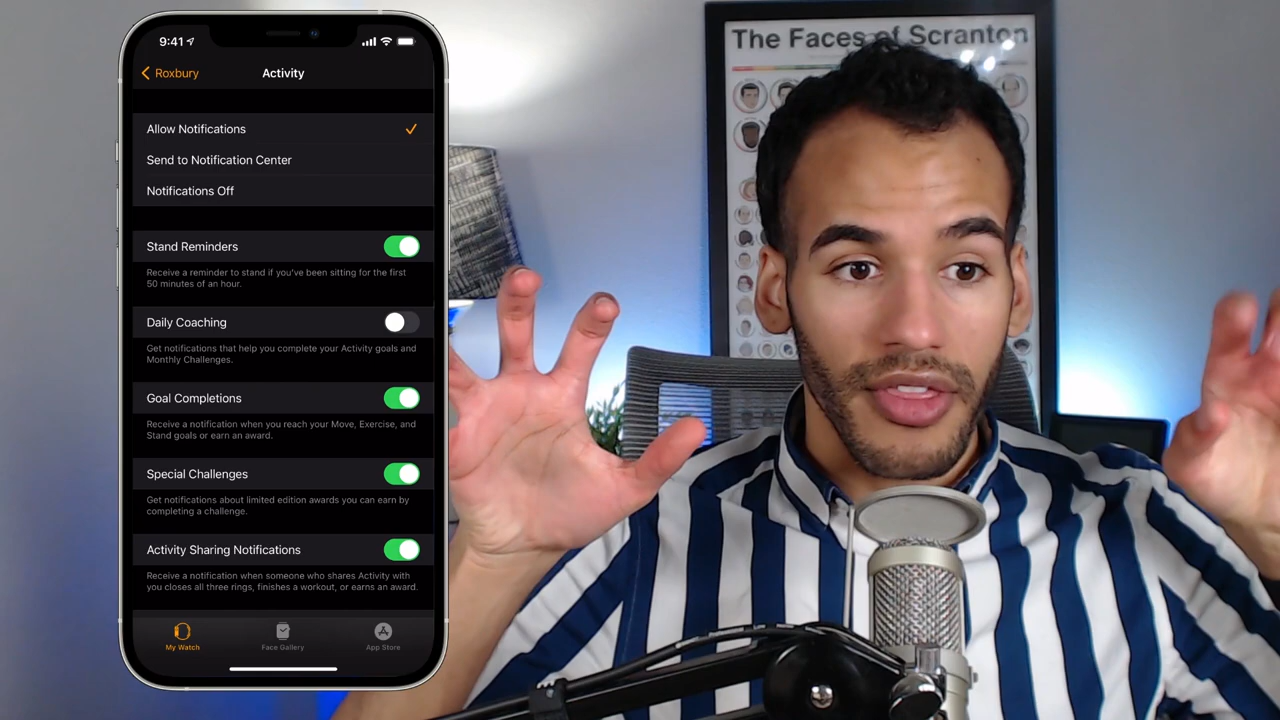 The Faces of Scranton
9:41
Roxbury
Activity
Allow Notifications
Send to Notification Center
Notifications Off
Stand Reminders
Receive a reminder to stand if you've been sitting for the first
50 minutes of an hour.
Daily Coaching
Get notifications that help you complete your Activity goals and
Monthly Challenges.
Goal Completions
Receive a notification when you reach your Move, Exercise, and
Stand goals or earn an award.
Special Challenges
Get notifications about limited edition awards you can earn by
completing a challenge.
Activity Sharing Notifications
Receive a notification when someone who shares Activity with
you closes all three rings, finishes a workout, or earns an award.
My Watch
Face Gallery
App Store